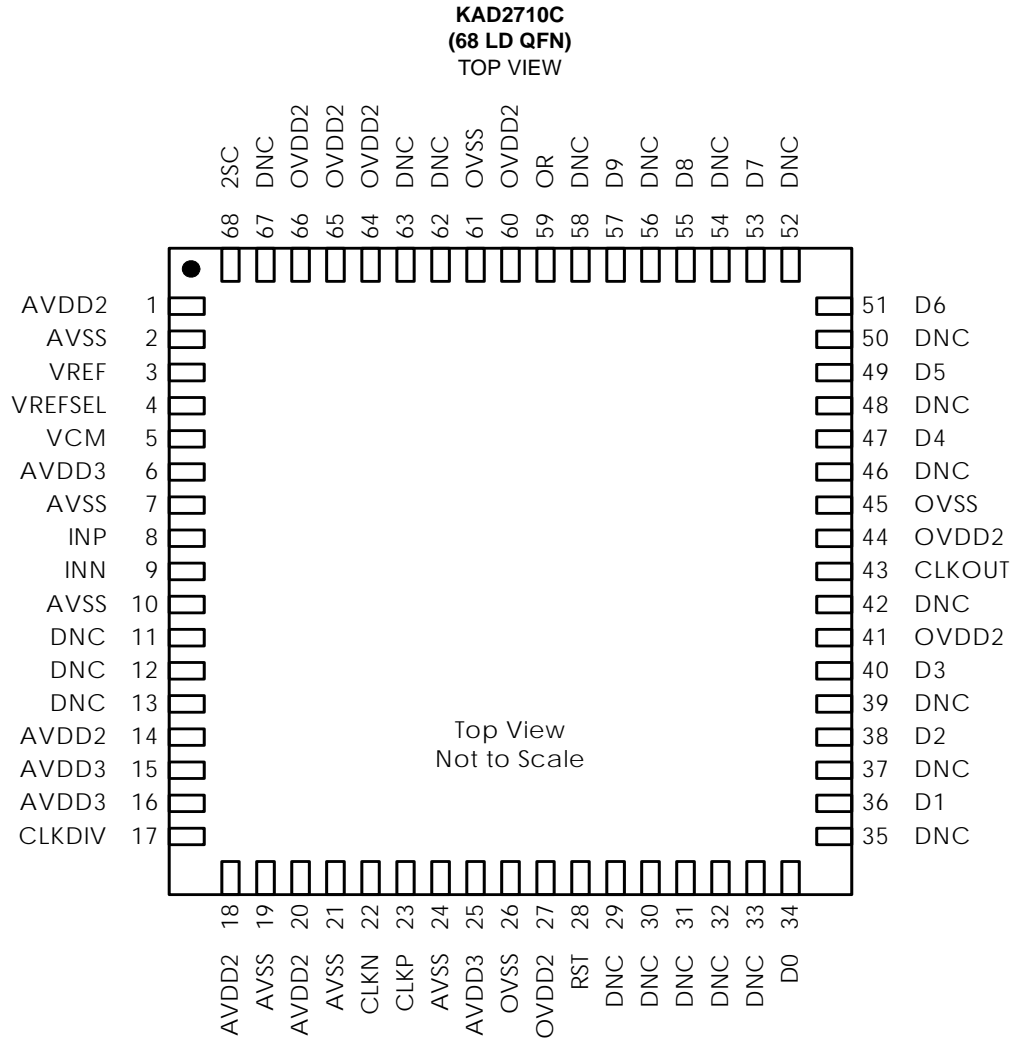 KAD2710C
(68 LD QFN)
TOP VIEW
2SC
DNC
OVDD2
OVDD2
OVDD2
DNC
DNC
OVSS
OVDD2
OR
DNC
D9
DNC
D8
DNC
D7
DNC
68
67
66
65
64
63
62
61
60
59
58
57
56
55
54
53
52
AVDD2 1
AVSS 2
VREF 3
VREFSEL 4
VCM 5
AVDD3 6
AVSS 7
INP 8
INN 9
AVSS 10
DNC 11
DNC 12
DNC 13
AVDD2 14
AVDD3 15
AVDD3 16
CLKDIV 17
51 D6
50 DNC
49 D5
48 DNC
47 D4
46 DNC
45 OVSS
44 OVDD2
43 CLKOUT
42 DNC
41 OVDD2
40 D3
39 DNC
38 D2
37 DNC
36 D1
35 DNC
Top View
Not to Scale
18
19
20
21
22
23
24
25
26
27
28
29
30
31
32
33
34
AVDD2
AVSS
AVDD2
AVSS
CLKN
CLKP
AVSS
AVDD3
OVSS
OVDD2
RST
DNC
DNC
DNC
DNC
DNC
D0